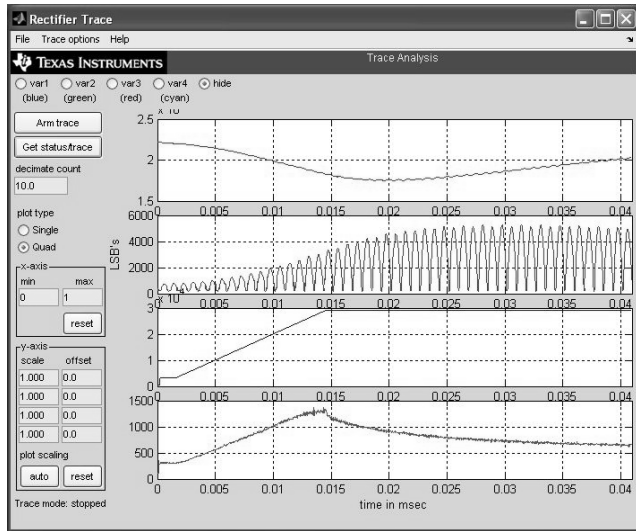 Rectifier Trace
File Trace options Help
TEXAS INSTRUMENTS
Trace Analysis
var1 var2 var3 var4 hide
(blue) (green) (red) (cyan)
Arm trace
Get status/trace
decimate count
10.0
plot type
Single
Quad
x-axis
min max
0 1
reset
y-axis
scale offset
1.000 0.0
1.000 0.0
1.000 0.0
1.000 0.0
plot scaling
auto reset
Trace mode: stopped
LSB's
2.5
2
1.5
0 0.005 0.01 0.015 0.02 0.025 0.03 0.035 0.04
6000
4000
2000
0
0 0.005 0.01 0.015 0.02 0.025 0.03 0.035 0.04
3
2
1
0
0 0.005 0.01 0.015 0.02 0.025 0.03 0.035 0.04
1500
1000
500
0
0 0.005 0.01 0.015 0.02 0.025 0.03 0.035 0.04
time in msec